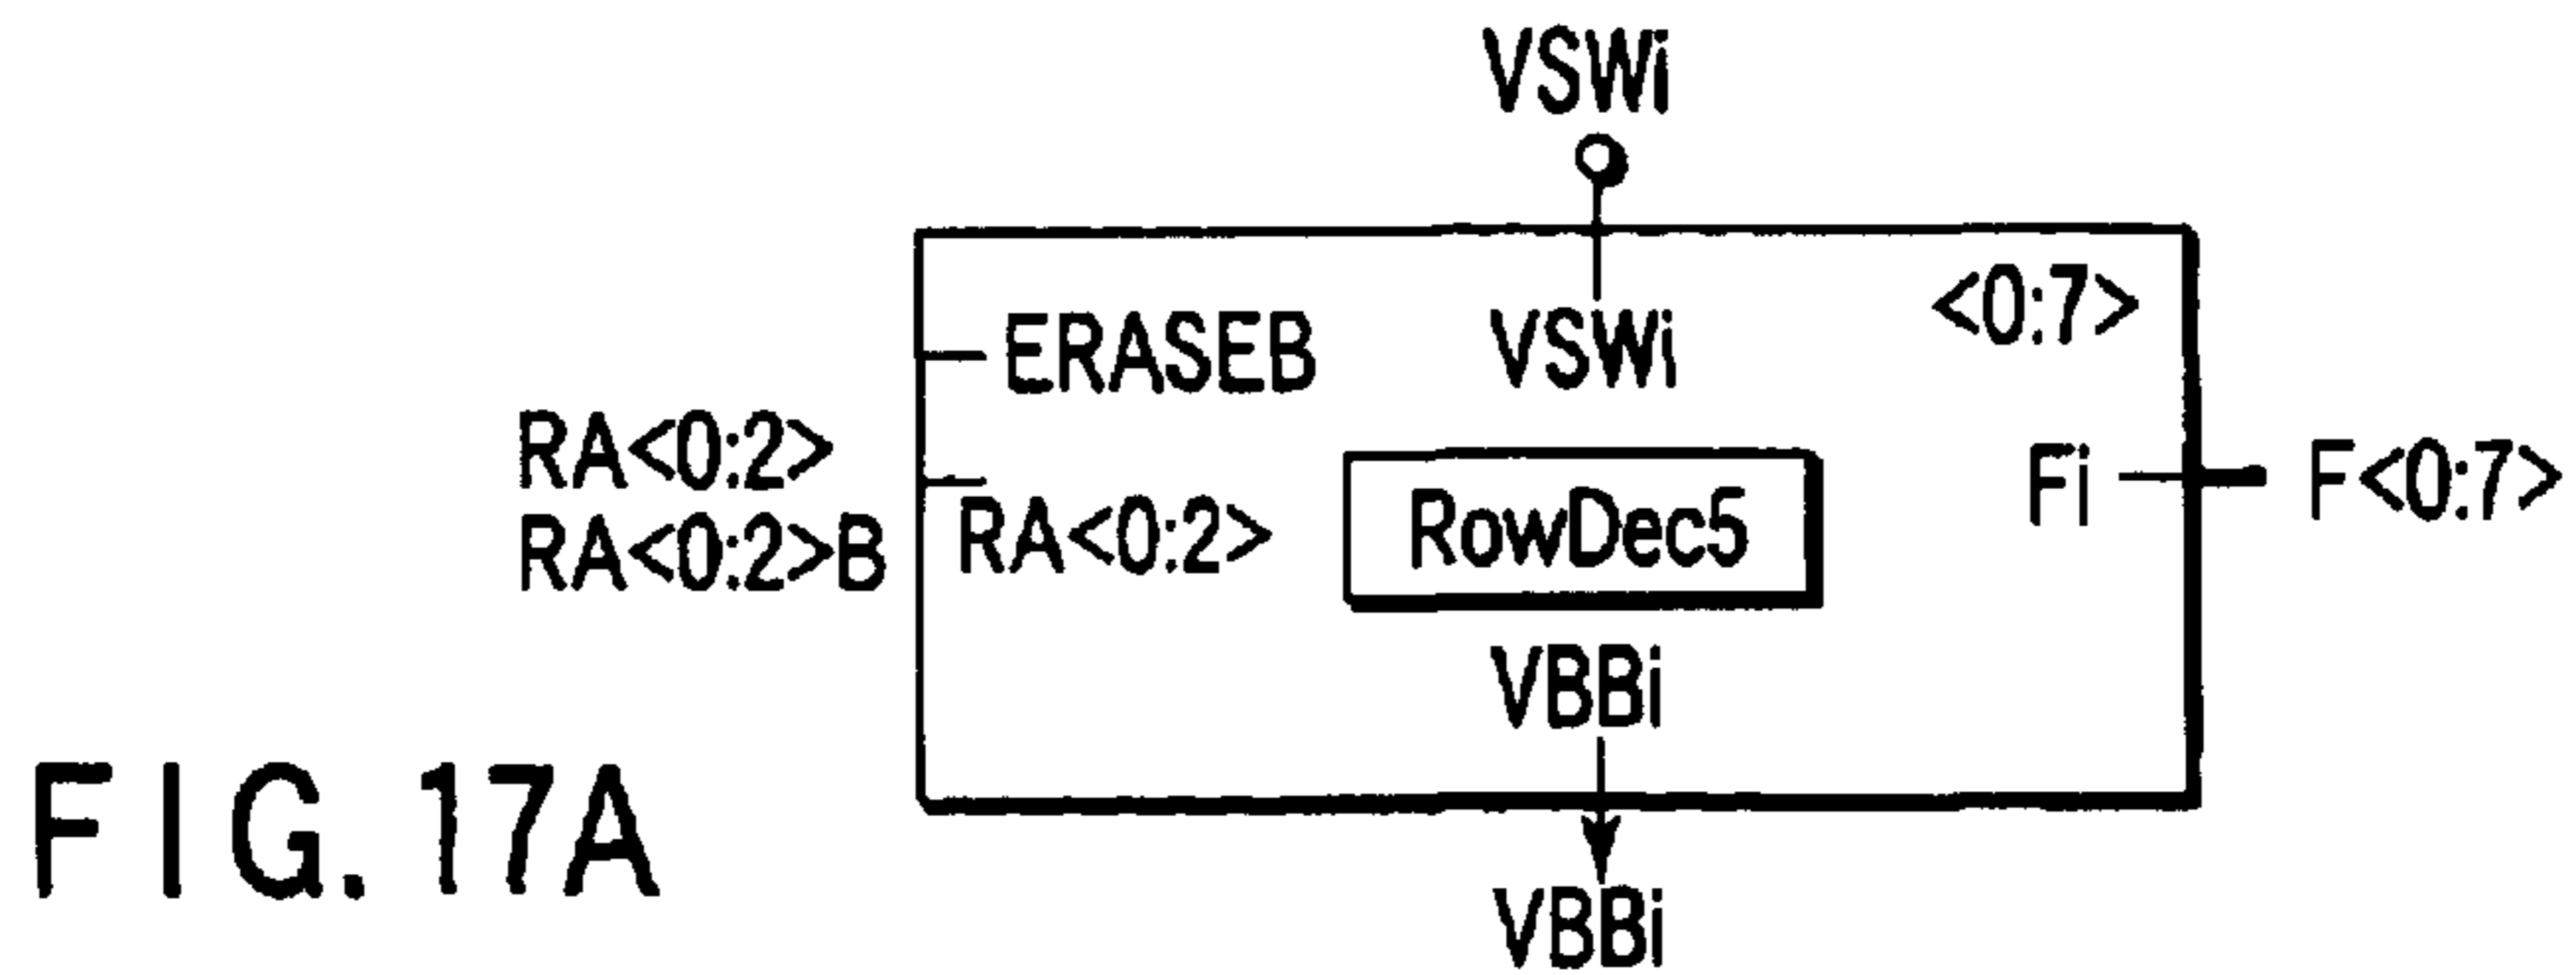 VSWi
<0:7>
ERASEB
VSWi
RA<0:2>
Fi
F<0:7>
RA<0:2>B
RA<0:2>
RowDec5
VBBi
FIG.17A
VBBi